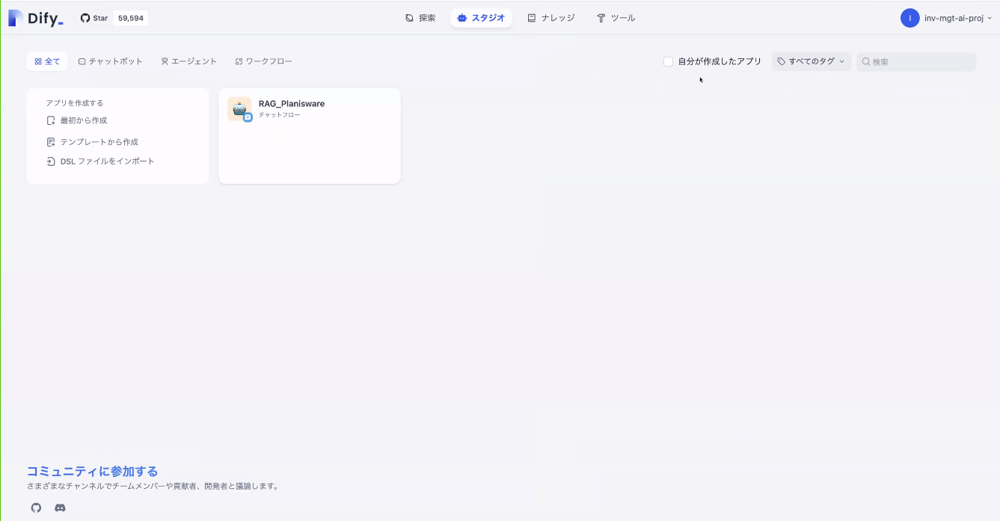 Dify_
Star 59,594
探索
スタジオ
ナレッジ
ツール
I inv-mgt-ai-proj
全て
チャットボット
エージェント
ワークフロー
自分が作成したアプリ
すべてのタグ
検索
アプリを作成する
最初から作成
テンプレートから作成
DSL ファイルをインポート
RAG_Planisware
チャットフロー
コミュニティに参加する
さまざまなチャンネルでチームメンバーや貢献者、開発者と議論します。